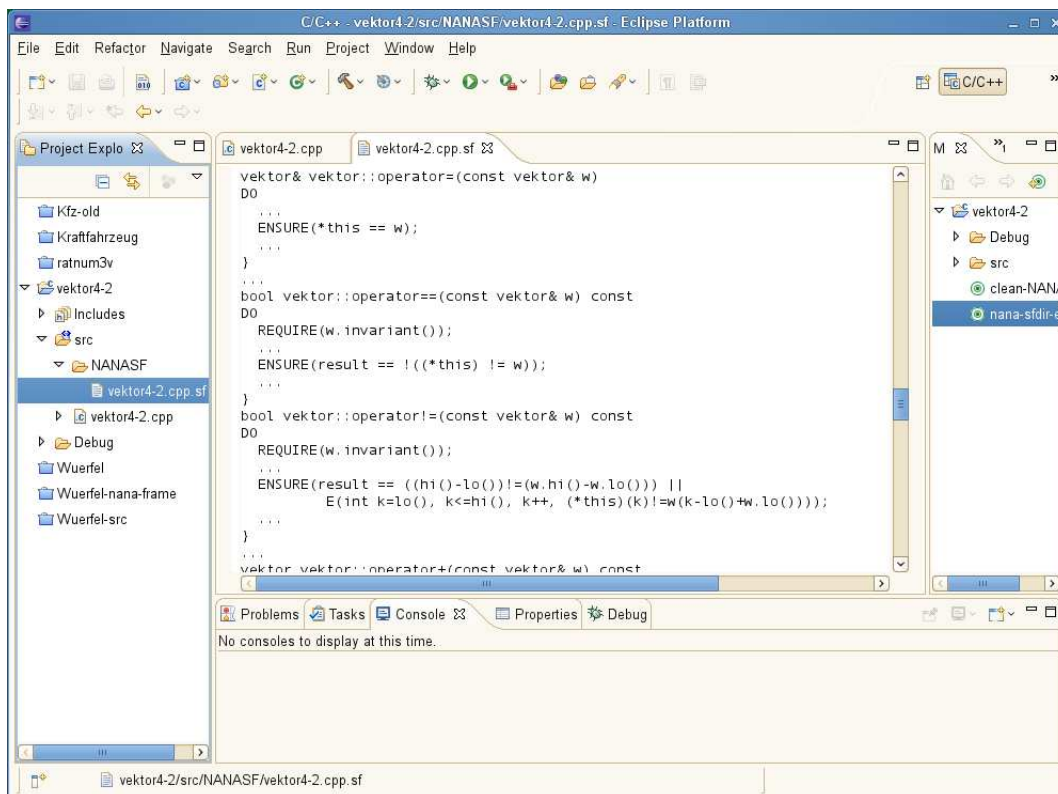 C/C++ - vektor4-2/src/NANASF/vektor4-2.cpp.sf - Eclipse Platform
File Edit Refactor Navigate Search Run Project Window Help
010
C/C++
»
Project Explo
Kfz-old
Kraftfahrzeug
ratnum3v
vektor4-2
Includes
src
NANASF
vektor4-2.cpp.sf
vektor4-2.cpp
Debug
Wuerfel
Wuerfel-nana-frame
Wuerfel-src
vektor4-2.cpp vektor4-2.cpp.sf
vektor& vektor::operator=(const vektor& w)
DO
...
ENSURE(*this == w);
...
}
...
bool vektor::operator==(const vektor& w) const
DO
REQUIRE(w.invariant());
...
ENSURE(result == !((*this) != w));
...
}
bool vektor::operator!=(const vektor& w) const
DO
REQUIRE(w.invariant());
...
ENSURE(result == ((hi()-lo())!=(w.hi()-w.lo())) ||
E(int k=lo(), k<=hi(), k++, (*this)(k)!=w(k-lo()+w.lo())));
...
}
...
vektor vektor::operator+(const vektor& w) const
M »1
vektor4-2
Debug
src
clean-NANA
nana-sfdir-e
Problems Tasks Console Properties Debug
No consoles to display at this time.
vektor4-2/src/NANASF/vektor4-2.cpp.sf